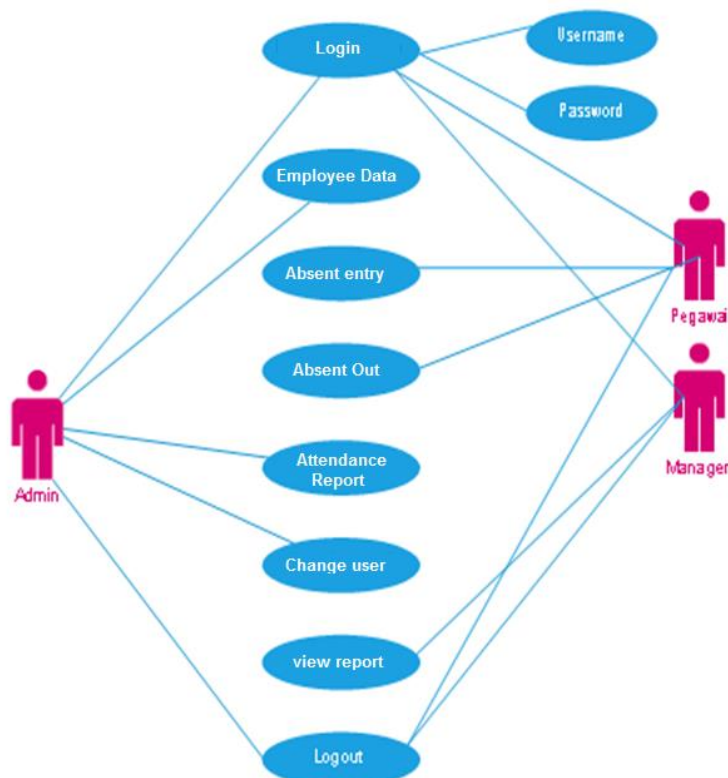 Login
Username
Password
Employee Data
Absent entry
Pegawai
Absent Out
Manager
Admin
Attendance
Report
Change user
view report
Logout